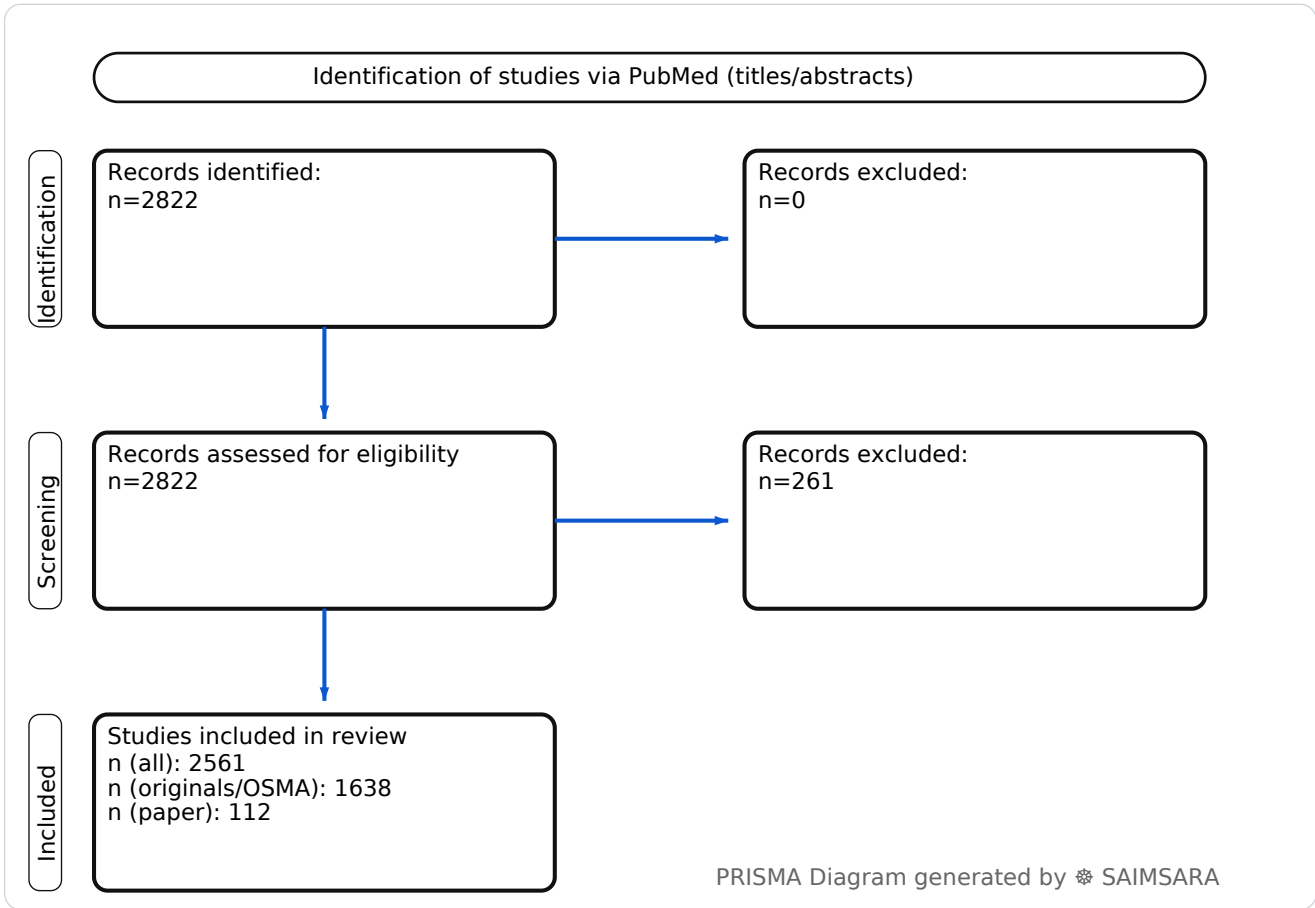 Identification of studies via PubMed (titles/abstracts)
Identification
Records identified:
n=2822
Records excluded:
n=0
Screening
Records assessed for eligibility
n=2822
Records excluded:
n=261
Included
Studies included in review
n (all): 2561
n (originals/OSMA): 1638
n (paper): 112
PRISMA Diagram generated by ☸ SAIMSARA